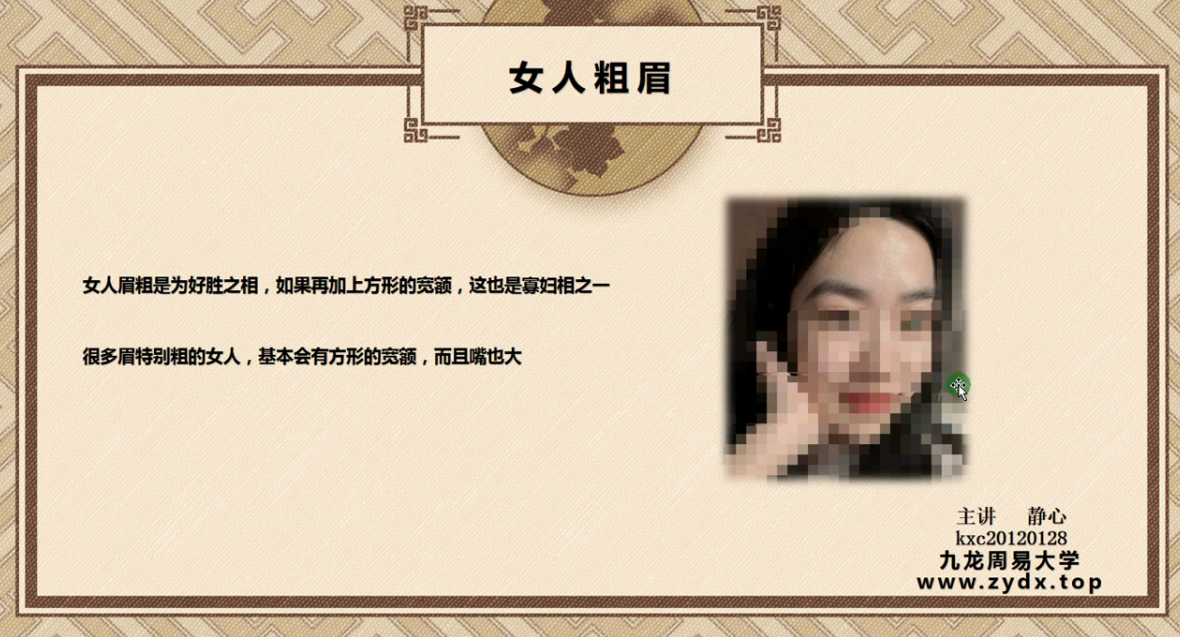 女人粗眉
女人眉粗是为好胜之相，如果再加上方形的宽额，这也是寡妇相之一
很多眉特别粗的女人，基本会有方形的宽额，而且嘴也大
主讲 静心
kxc20120128
九龙周易大学
www.zydx.top